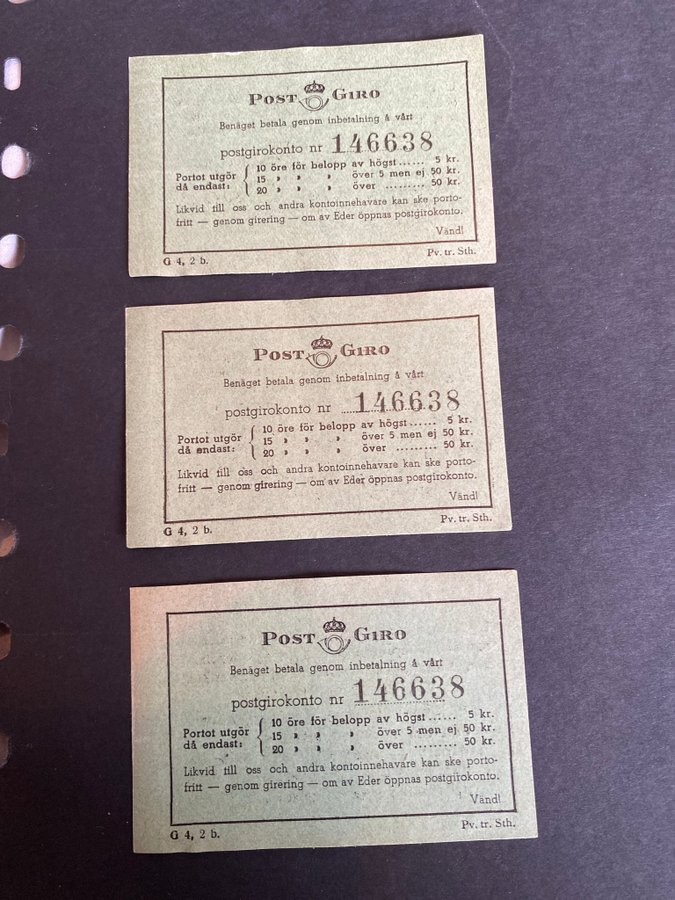 POST GIRO
Benäget betala genom inbetalning å vårt
postgirokonto nr 146638
Portot utgör då endast: { 10 öre för belopp av högst ...... 5 kr.
15 » » » över 5 men ej 50 kr.
20 » » » över ......... 50 kr.
Likvid till oss och andra kontoinnehavare kan ske porto-
fritt — genom girering — om av Eder öppnas postgirokonto.
Vänd!
G 4, 2 b. Pv. tr. Sth.
POST GIRO
Benäget betala genom inbetalning å vårt
postgirokonto nr 146638
Portot utgör då endast: { 10 öre för belopp av högst ...... 5 kr.
15 » » » över 5 men ej 50 kr.
20 » » » över ......... 50 kr.
Likvid till oss och andra kontoinnehavare kan ske porto-
fritt — genom girering — om av Eder öppnas postgirokonto.
Vänd!
G 4, 2 b. Pv. tr. Sth.
POST GIRO
Benäget betala genom inbetalning å vårt
postgirokonto nr 146638
Portot utgör då endast: { 10 öre för belopp av högst ...... 5 kr.
15 » » » över 5 men ej 50 kr.
20 » » » över ......... 50 kr.
Likvid till oss och andra kontoinnehavare kan ske porto-
fritt — genom girering — om av Eder öppnas postgirokonto.
Vänd!
G 4, 2 b. Pv. tr. Sth.